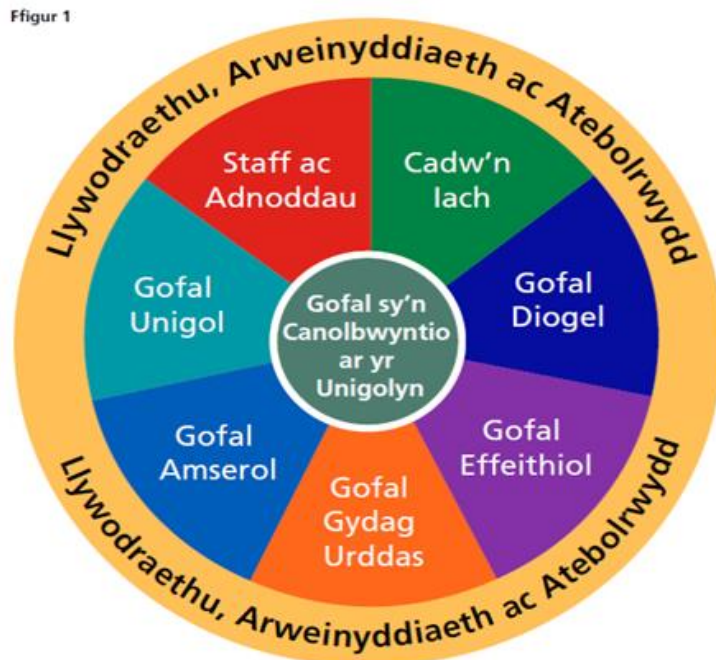 Ffigur 1
Llywodraethu, Arweinyddiaeth ac Atebolrwydd
Staff ac
Adnoddau
Cadw'n
Iach
Gofal
Unigol
Gofal
Diogel
Gofal sy'n
Canolbwyntio
ar yr
Unigolyn
Gofal
Amserol
Gofal
Effeithiol
Gofal
Gydag
Urddas
Llywodraethu, Arweinyddiaeth ac Atebolrwydd